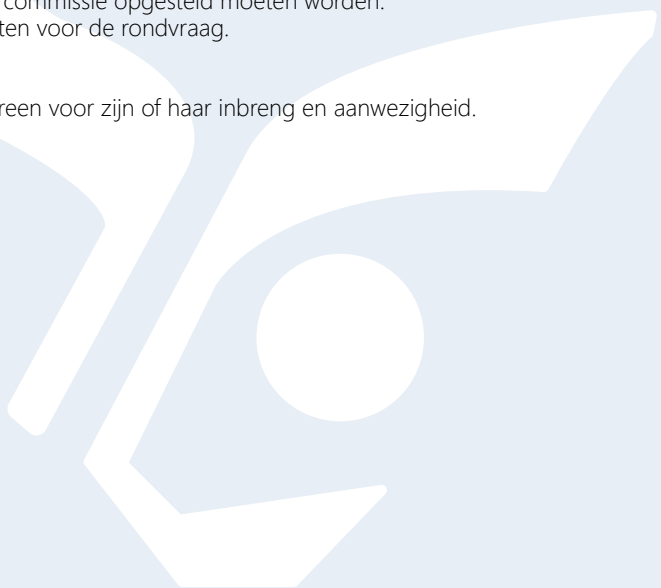 commissie opgesteld moeten worden.
ten voor de rondvraag.
reen voor zijn of haar inbreng en aanwezigheid.